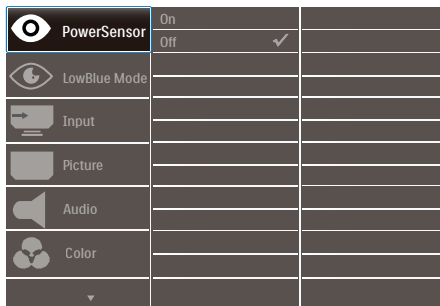 PowerSensor
On
Off
LowBlue Mode
Input
Picture
Audio
Color